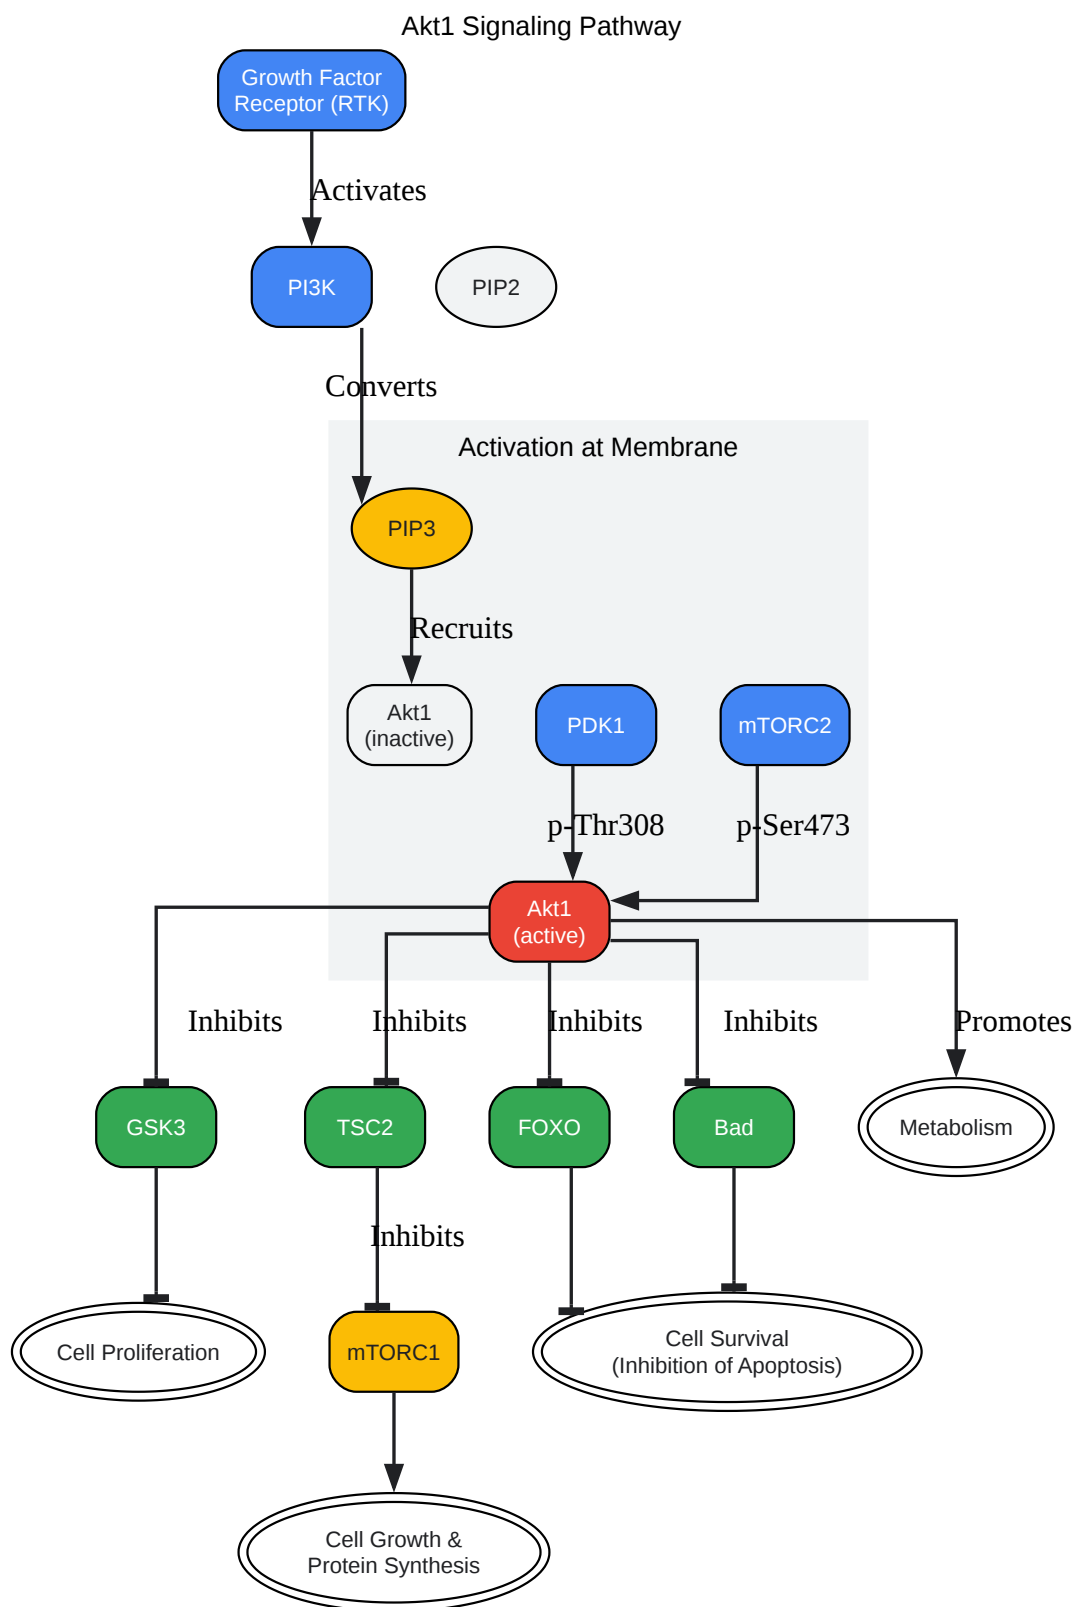 Akt1 Signaling Pathway
Growth Factor
Receptor (RTK)
Activates
PI3K
PIP2
Converts
Activation at Membrane
PIP3
Recruits
Akt1
(inactive)
PDK1
mTORC2
p-Thr308
p-Ser473
Akt1
(active)
Inhibits
Inhibits
Inhibits
Inhibits
Promotes
GSK3
TSC2
FOXO
Bad
Metabolism
Inhibits
Cell Proliferation
mTORC1
Cell Survival
(Inhibition of Apoptosis)
Cell Growth &
Protein Synthesis